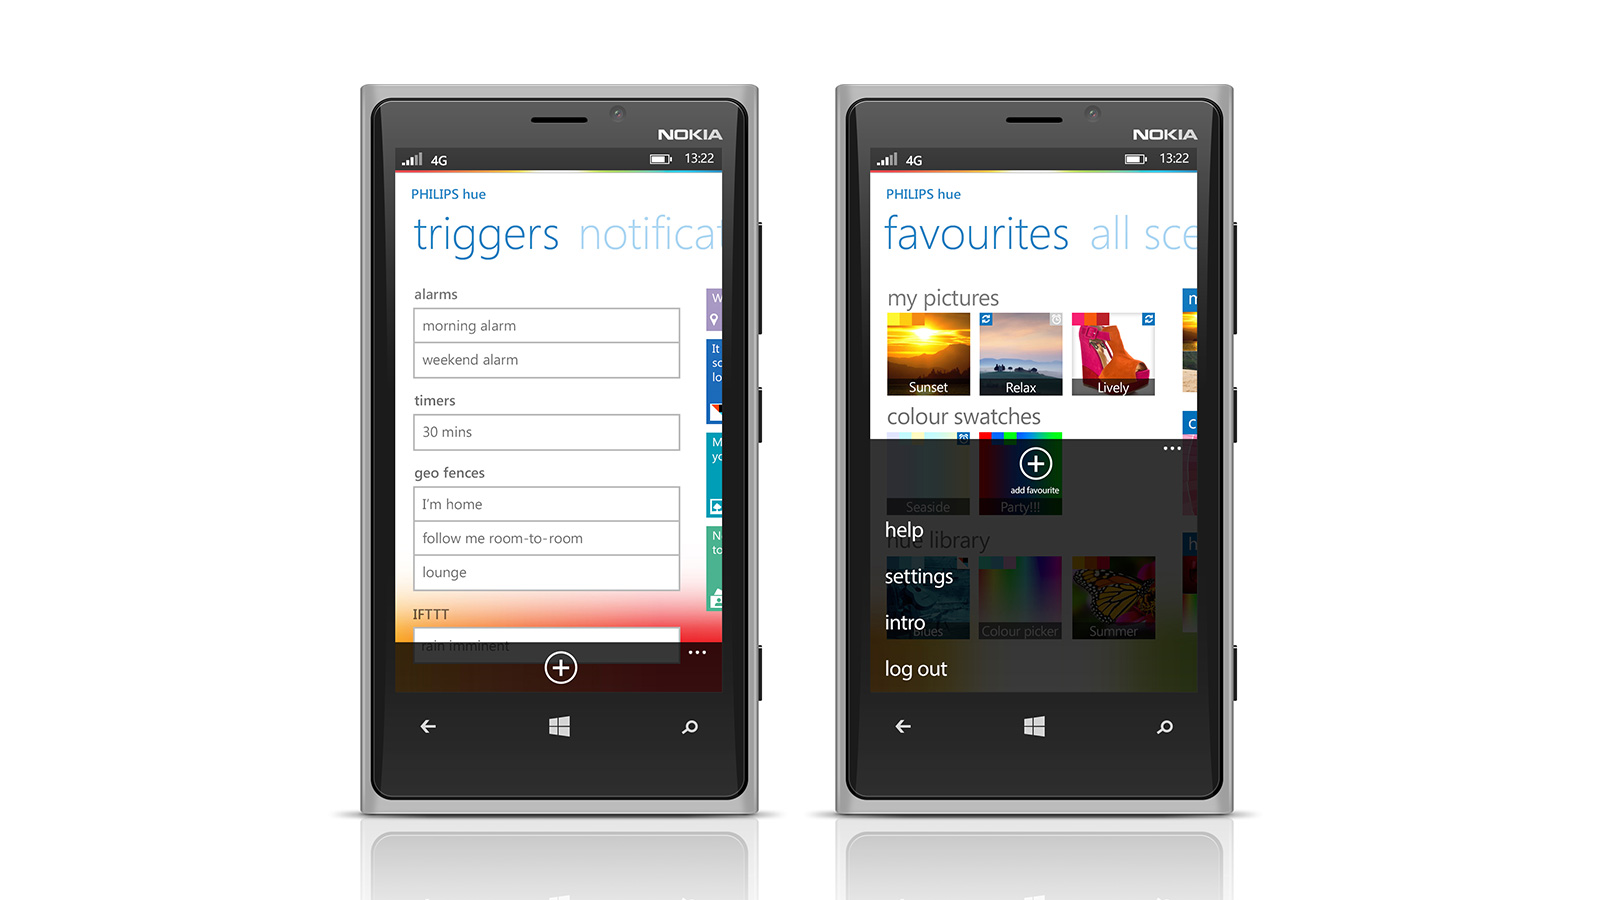 NOKIA
4G 13:22
PHILIPS hue
triggers notificat
alarms
morning alarm
weekend alarm
timers
30 mins
geo fences
I'm home
follow me room-to-room
lounge
IFTTT
rain imminent
W
It
so
lo
M
yo
N
to
NOKIA
4G 13:22
PHILIPS hue
favourites all sce
my pictures
m
Sunset Relax Lively
colour swatches
c
add favourite
Seaside Party!!!
help
hue library
h
settings
intro
Blues Colour picker Summer
log out